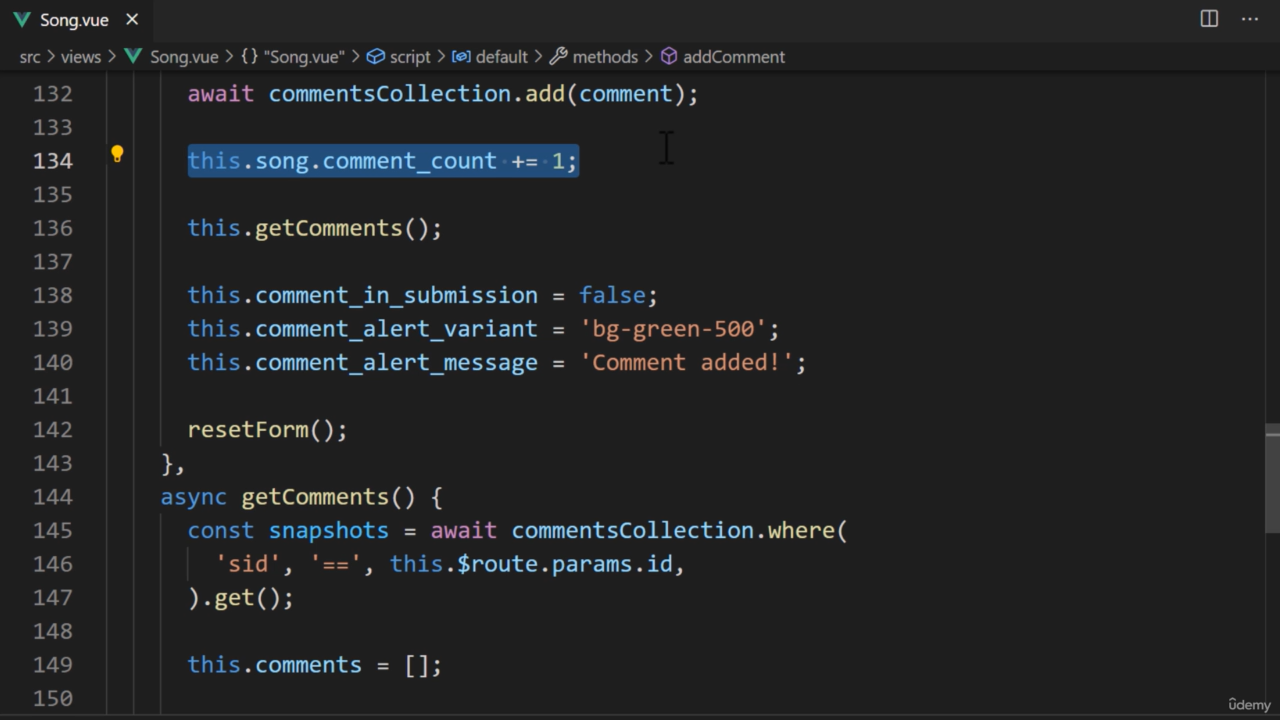 Song.vue
src > views > Song.vue > {} "Song.vue" > script > default > methods > addComment
132 await commentsCollection.add(comment);
133
134 this.song.comment_count += 1;
135
136 this.getComments();
137
138 this.comment_in_submission = false;
139 this.comment_alert_variant = 'bg-green-500';
140 this.comment_alert_message = 'Comment added!';
141
142 resetForm();
143 },
144 async getComments() {
145 const snapshots = await commentsCollection.where(
146 'sid', '==', this.$route.params.id,
147 ).get();
148
149 this.comments = [];
150
udemy